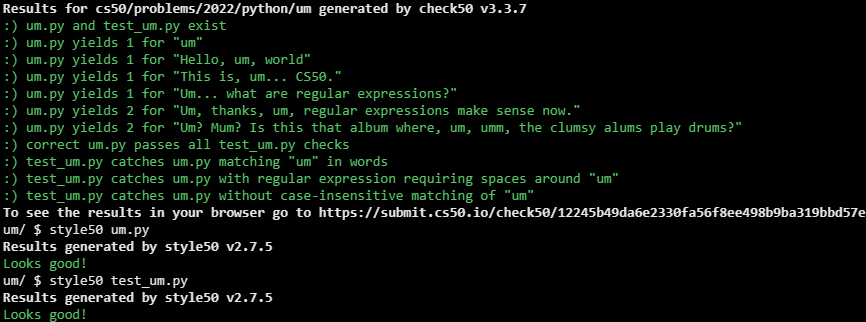 Results for cs50/problems/2022/python/um generated by check50 v3.3.7
:) um.py and test_um.py exist
:) um.py yields 1 for "um"
:) um.py yields 1 for "Hello, um, world"
:) um.py yields 1 for "This is, um... CS50."
:) um.py yields 1 for "Um... what are regular expressions?"
:) um.py yields 2 for "Um, thanks, um, regular expressions make sense now."
:) um.py yields 2 for "Um? Mum? Is this that album where, um, umm, the clumsy alums play drums?"
:) correct um.py passes all test_um.py checks
:) test_um.py catches um.py matching "um" in words
:) test_um.py catches um.py with regular expression requiring spaces around "um"
:) test_um.py catches um.py without case-insensitive matching of "um"
To see the results in your browser go to https://submit.cs50.io/check50/12245b49da6e2330fa56f8ee498b9ba319bbd57e
um/ $ style50 um.py
Results generated by style50 v2.7.5
Looks good!
um/ $ style50 test_um.py
Results generated by style50 v2.7.5
Looks good!